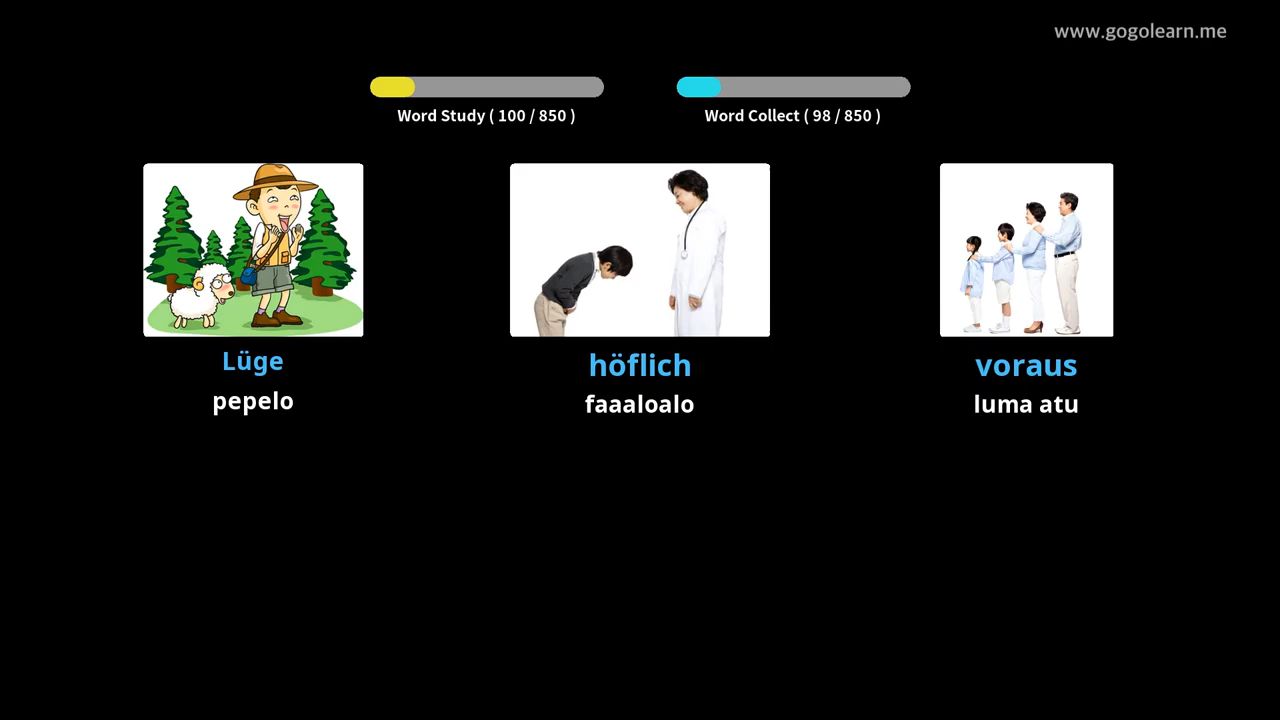 www.gogolearn.me
Word Study ( 100 / 850 )
Word Collect ( 98 / 850 )
Lüge
pepelo
höflich
faaaloalo
voraus
luma atu